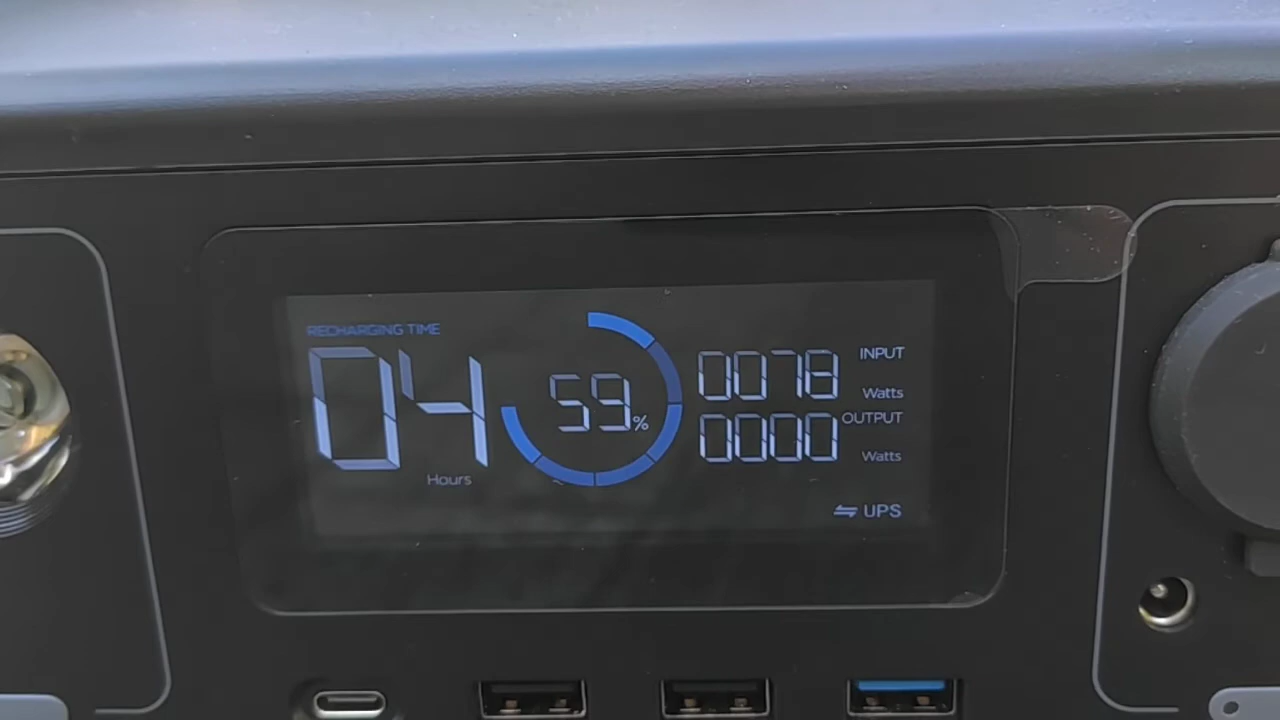 RECHARGING TIME
04
Hours
59%
0078 INPUT
Watts
0000 OUTPUT
Watts
⇋ UPS